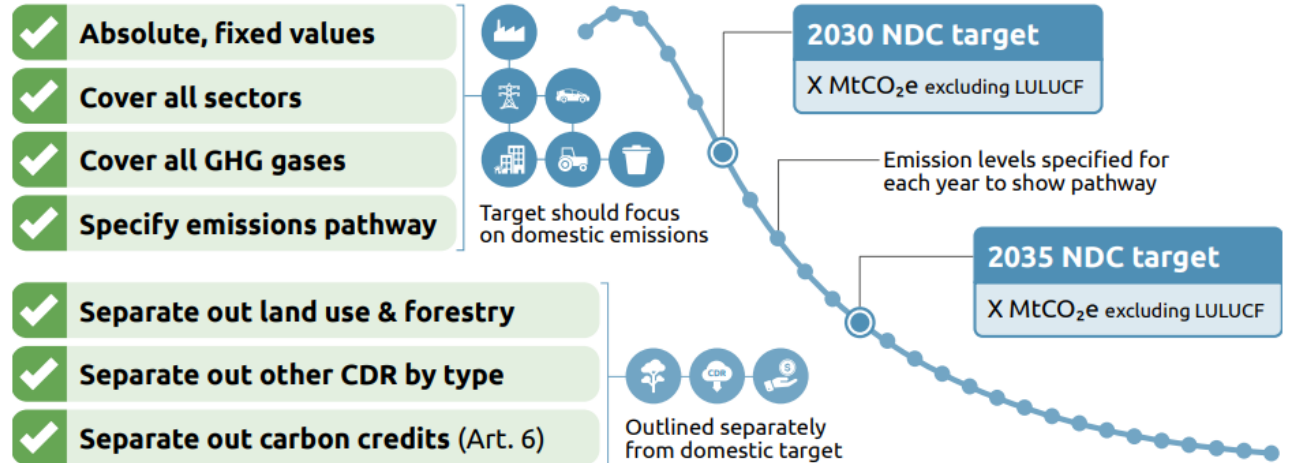 Absolute, fixed values
Cover all sectors
Cover all GHG gases
Specify emissions pathway
Target should focus
on domestic emissions
Separate out land use & forestry
Separate out other CDR by type
Separate out carbon credits (Art. 6)
CDR
$
Outlined separately
from domestic target
2030 NDC target
X MtCO₂e excluding LULUCF
Emission levels specified for
each year to show pathway
2035 NDC target
X MtCO₂e excluding LULUCF